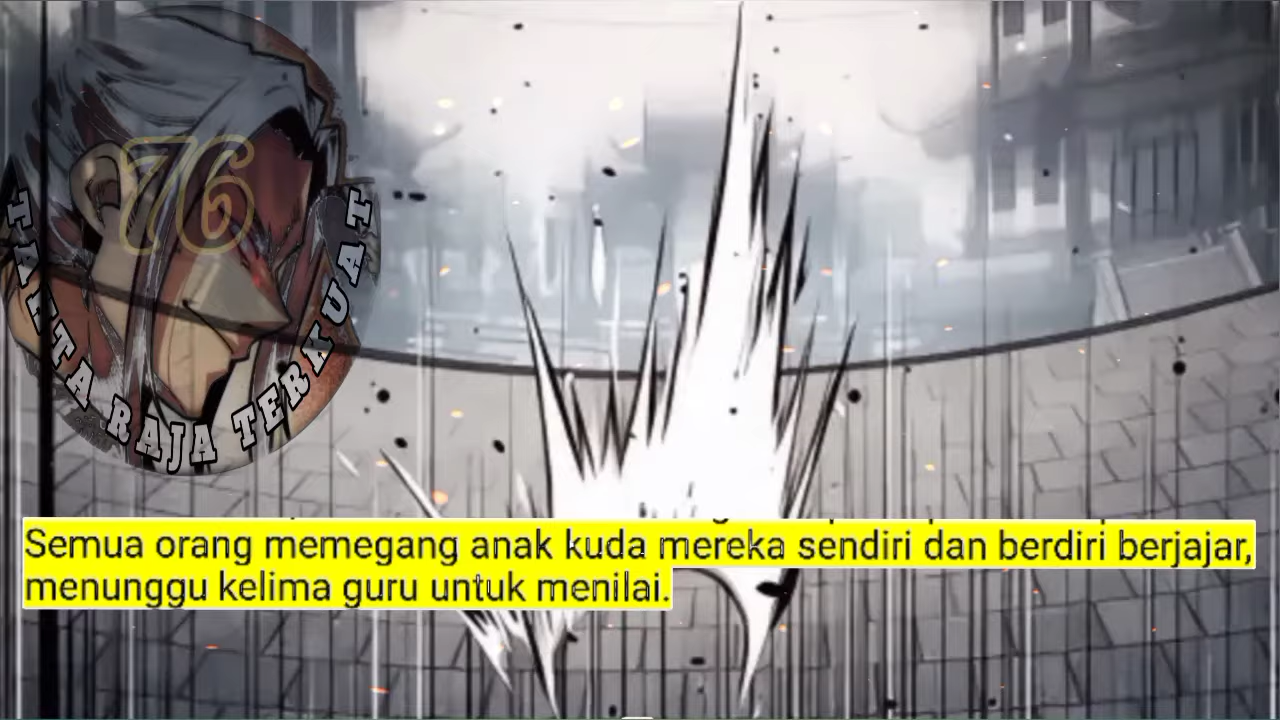 76
TAHTA RAJA TERKUAT
Semua orang memegang anak kuda mereka sendiri dan berdiri berjajar,
menunggu kelima guru untuk menilai.